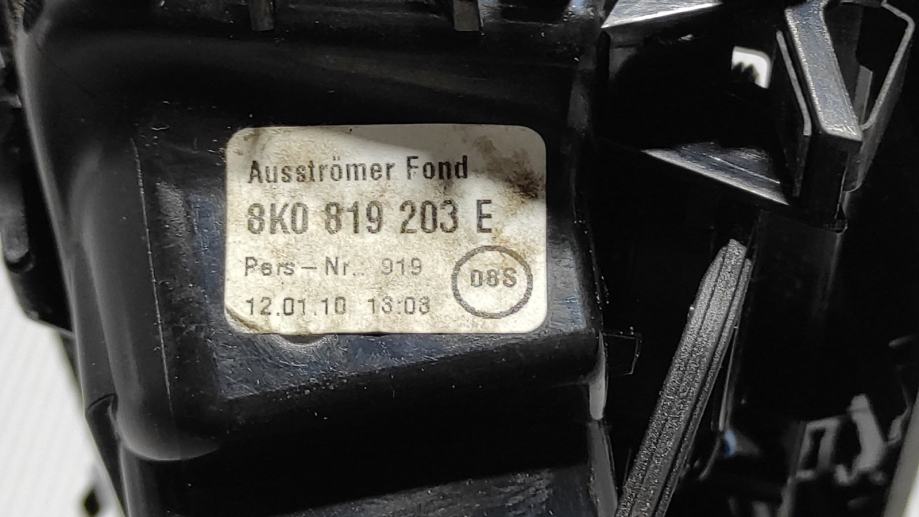 Ausströmer Fond
8K0 819 203 E
Pers-Nr.: 919
D8S
12.01.10 13:03